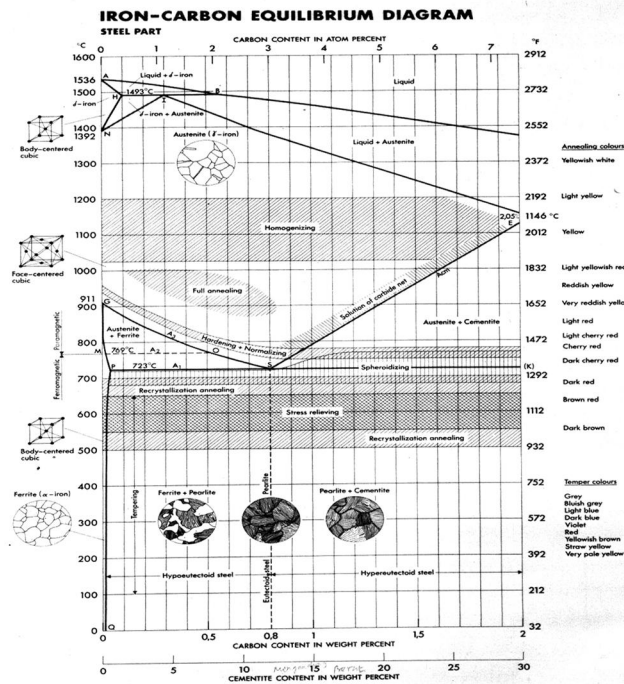 IRON-CARBON EQUILIBRIUM DIAGRAM
STEEL PART
CARBON CONTENT IN ATOM PERCENT
°C
°F
0 1 2 3 4 5 6 7
1600
2912
1536
A
Liquid + δ-iron
Liquid
1500
1493°C
H
I
B
2732
δ-iron
δ-iron + Austenite
1400
2552
1392
N
Austenite (γ-iron)
Liquid + Austenite
Body-centered
cubic
Annealing colours
1300
2372
Yellowish white
1200
2192
Light yellow
2,05
1146 °C
E
Homogenizing
1100
2012
Yellow
Face-centered
cubic
1000
1832
Light yellowish red
Acm
Full annealing
Solution of carbide net
Reddish yellow
911
G
900
1652
Very reddish yellow
Austenite
+ Ferrite
A3
Hardening + Normalizing
Austenite + Cementite
Light red
Paramagnetic
800
1472
Light cherry red
Cherry red
M
769°C
A2
O
Ferromagnetic
P
723°C
A1
S
Spheroidizing
(K)
Dark cherry red
700
1292
Dark red
Recrystallization annealing
Brown red
600
Stress relieving
1112
Dark brown
Recrystallization annealing
500
932
Body-centered
cubic
400
752
Temper colours
Ferrite (α-iron)
Ferrite + Pearlite
Pearlite
Pearlite + Cementite
Tempering
Grey
Bluish grey
Light blue
300
572
Dark blue
Violet
Red
Yellowish brown
200
392
Straw yellow
Very pale yellow
Hypoeutectoid steel
Eutectoid steel
Hypereutectoid steel
100
212
0
Q
32
0 0,5 0,8 1 1,5 2
CARBON CONTENT IN WEIGHT PERCENT
0 5 10 15 20 25 30
CEMENTITE CONTENT IN WEIGHT PERCENT